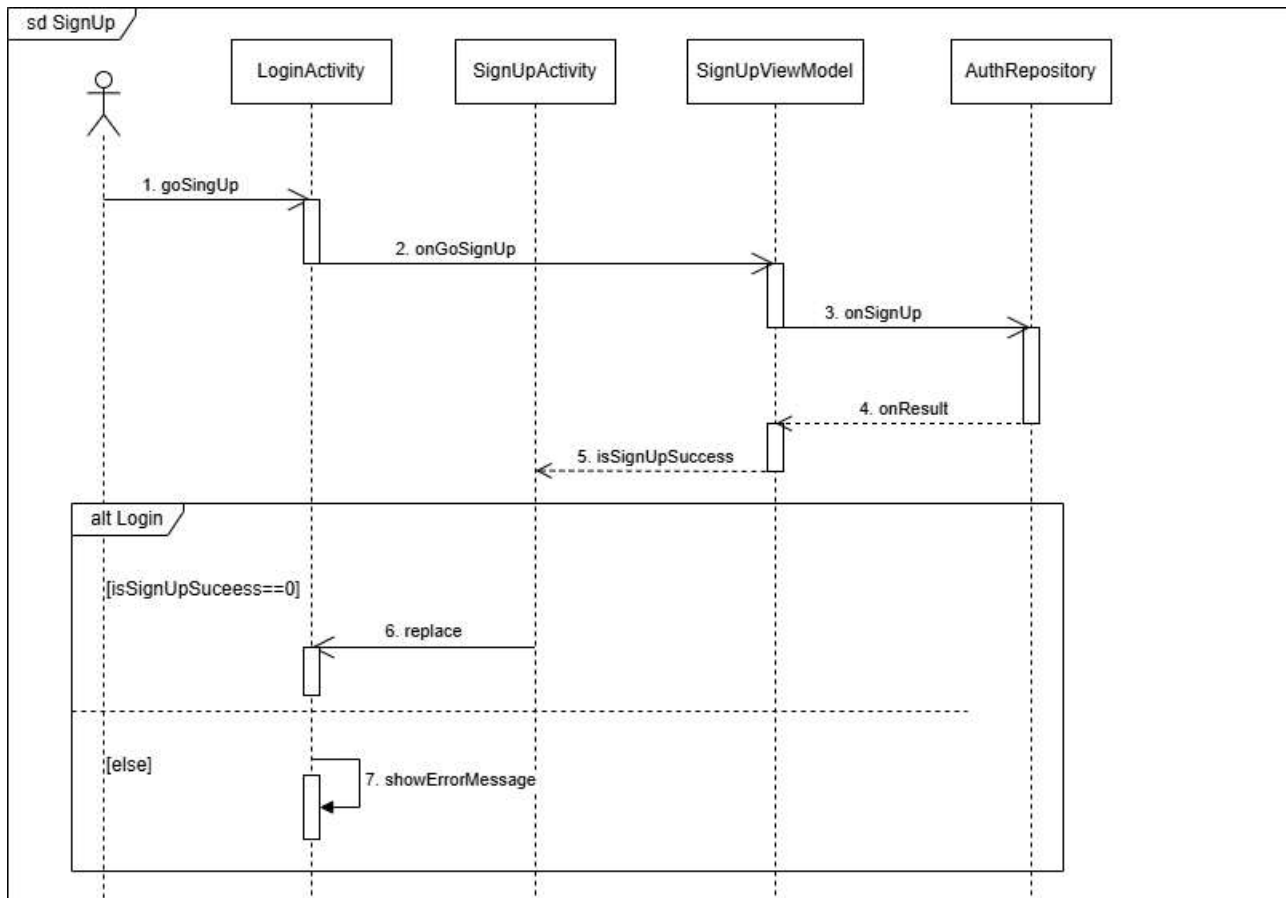 sd SignUp
LoginActivity
SignUpActivity
SignUpViewModel
AuthRepository
1. goSingUp
2. onGoSignUp
3. onSignUp
4. onResult
5. isSignUpSuccess
alt Login
[isSignUpSuceess==0]
6. replace
[else]
7. showErrorMessage